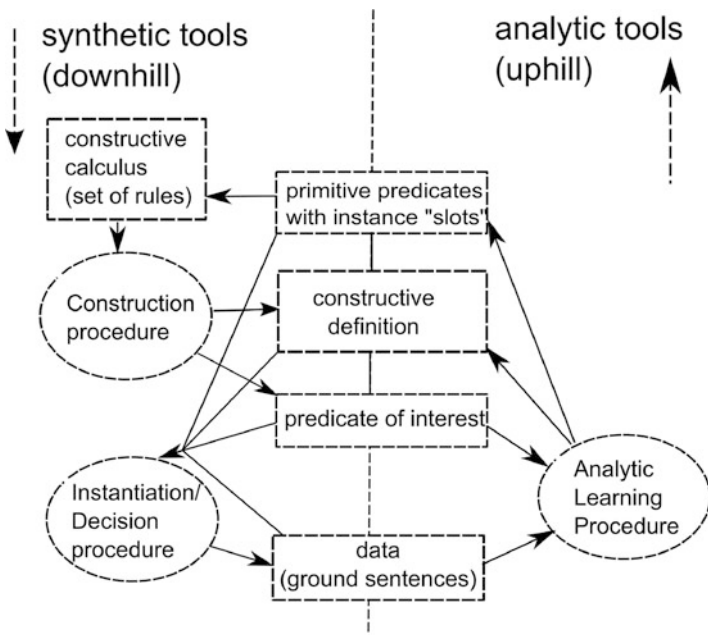 synthetic tools
(downhill)
analytic tools
(uphill)
constructive
calculus
(set of rules)
primitive predicates
with instance "slots"
Construction
procedure
constructive
definition
predicate of interest
Instantiation/
Decision
procedure
Analytic
Learning
Procedure
data
(ground sentences)